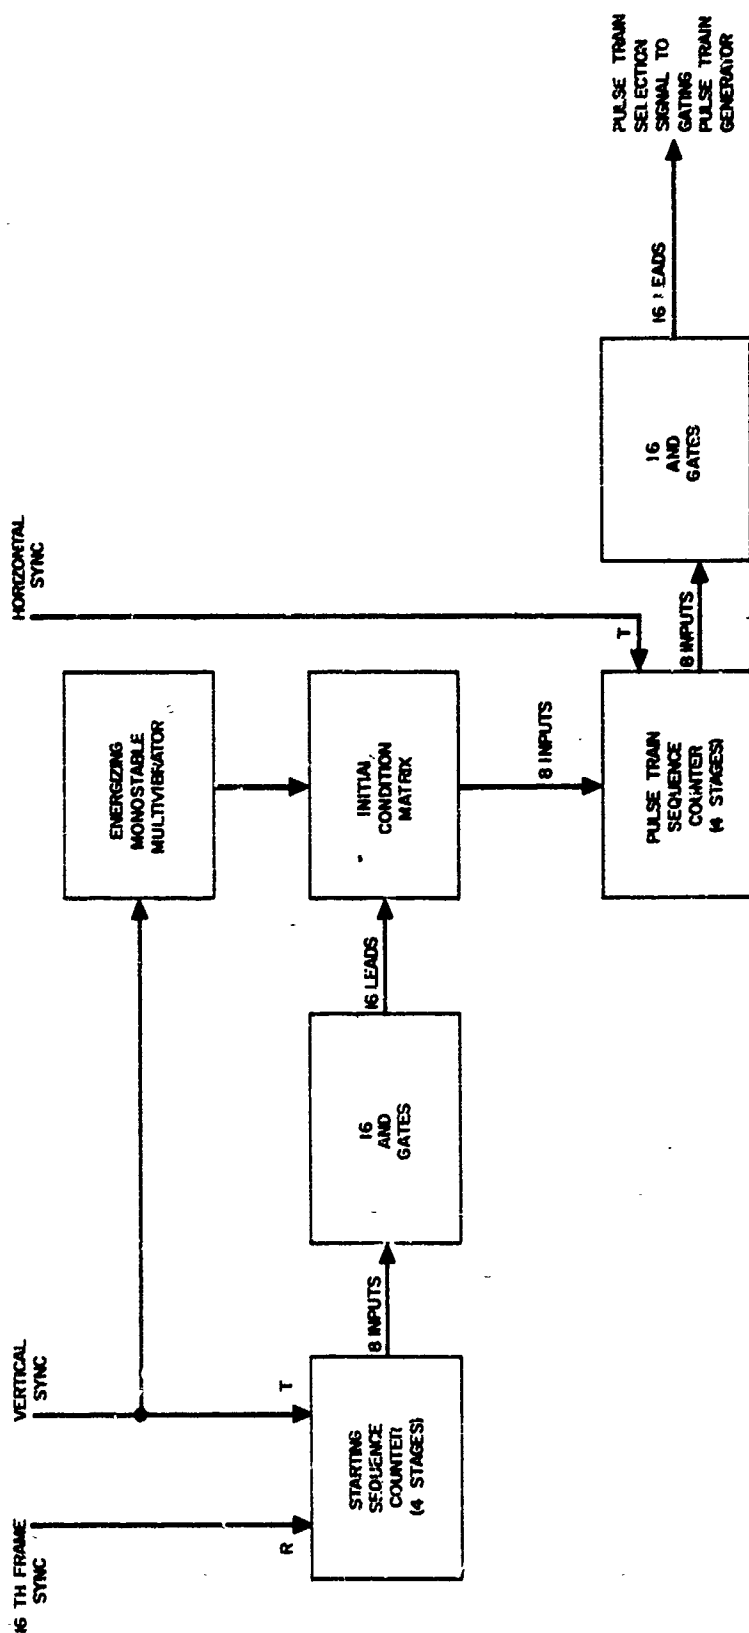 16 TH FRAME
SYNC
VERTICAL
SYNC
HORIZONTAL
SYNC
R
T
STARTING
SEQUENCE
COUNTER
(4 STAGES)
8 INPUTS
16
AND
GATES
16 LEADS
ENERGIZING
MONOSTABLE
MULTIVIBRATOR
INITIAL
CONDITION
MATRIX
8 INPUTS
T
PULSE TRAIN
SEQUENCE
COUNTER
(4 STAGES)
8 INPUTS
16
AND
GATES
16 LEADS
PULSE TRAIN
SELECTION
SIGNAL TO
GATING
PULSE TRAIN
GENERATOR